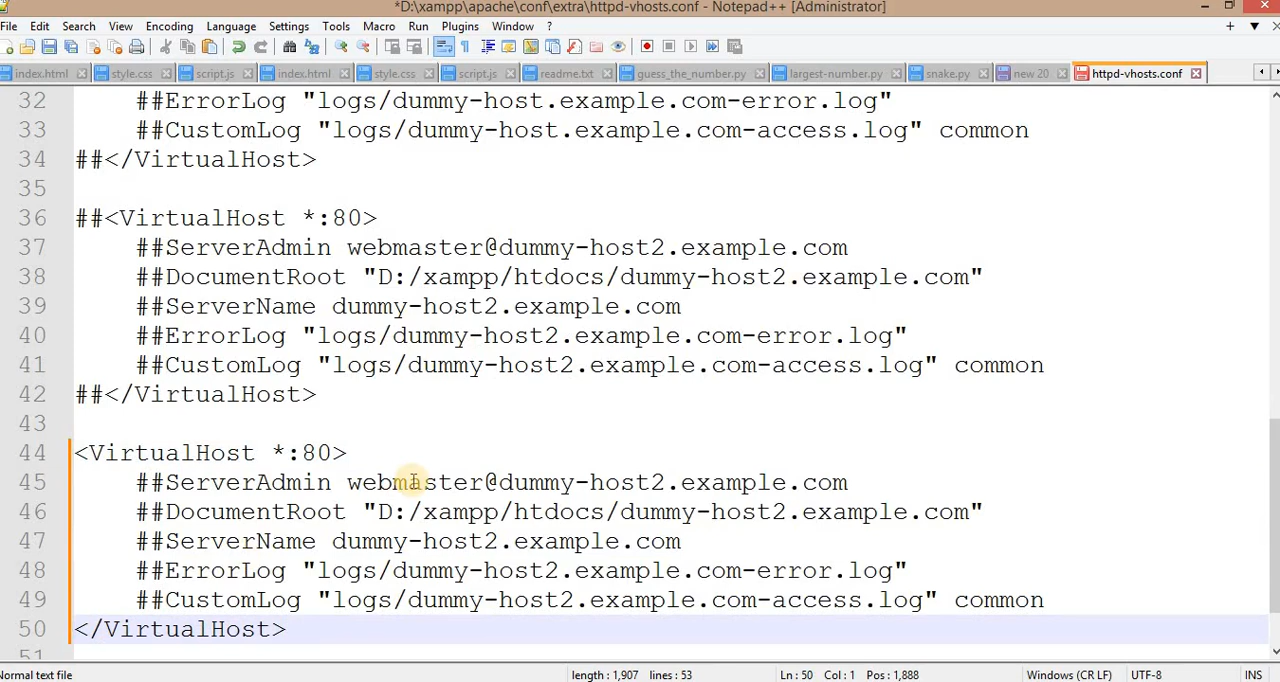 *D:\xampp\apache\conf\extra\httpd-vhosts.conf - Notepad++ [Administrator]
File Edit Search View Encoding Language Settings Tools Macro Run Plugins Window ?
index.html style.css script.js index.html style.css script.js readme.txt guess_the_number.py largest-number.py snake.py new 20 httpd-vhosts.conf
32 ##ErrorLog "logs/dummy-host.example.com-error.log"
33 ##CustomLog "logs/dummy-host.example.com-access.log" common
34 ##</VirtualHost>
35
36 ##<VirtualHost *:80>
37 ##ServerAdmin webmaster@dummy-host2.example.com
38 ##DocumentRoot "D:/xampp/htdocs/dummy-host2.example.com"
39 ##ServerName dummy-host2.example.com
40 ##ErrorLog "logs/dummy-host2.example.com-error.log"
41 ##CustomLog "logs/dummy-host2.example.com-access.log" common
42 ##</VirtualHost>
43
44 <VirtualHost *:80>
45 ##ServerAdmin webmaster@dummy-host2.example.com
46 ##DocumentRoot "D:/xampp/htdocs/dummy-host2.example.com"
47 ##ServerName dummy-host2.example.com
48 ##ErrorLog "logs/dummy-host2.example.com-error.log"
49 ##CustomLog "logs/dummy-host2.example.com-access.log" common
50 </VirtualHost>
51
Normal text file length : 1,907 lines : 53 Ln : 50 Col : 1 Pos : 1,888 Windows (CR LF) UTF-8 INS